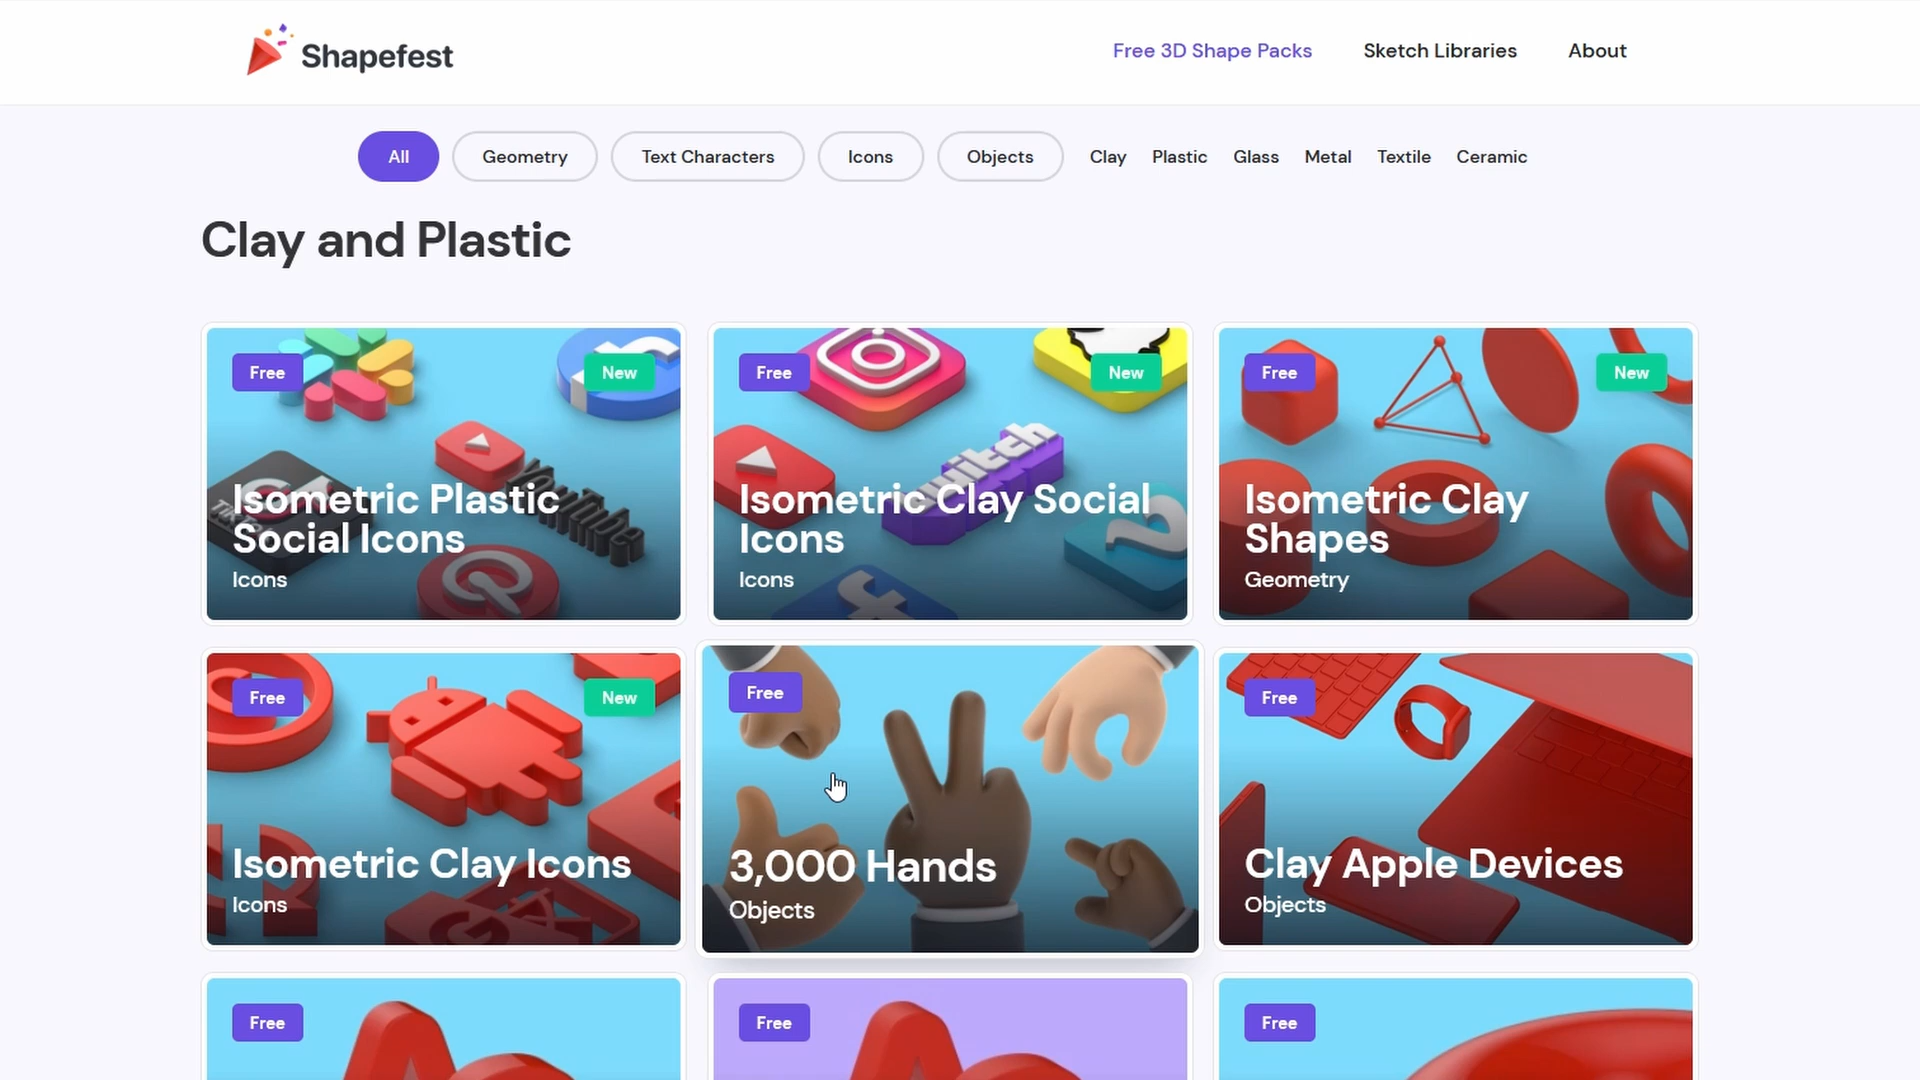 Shapefest
Free 3D Shape Packs
Sketch Libraries
About
All
Geometry
Text Characters
Icons
Objects
Clay
Plastic
Glass
Metal
Textile
Ceramic
Clay and Plastic
Free
New
TikTok
YouTube
Isometric Plastic
Social Icons
Icons
Free
New
twitch
Isometric Clay Social
Icons
Icons
Free
New
Isometric Clay
Shapes
Geometry
Free
New
Isometric Clay Icons
Icons
Free
3,000 Hands
Objects
Free
Clay Apple Devices
Objects
Free
Free
Free